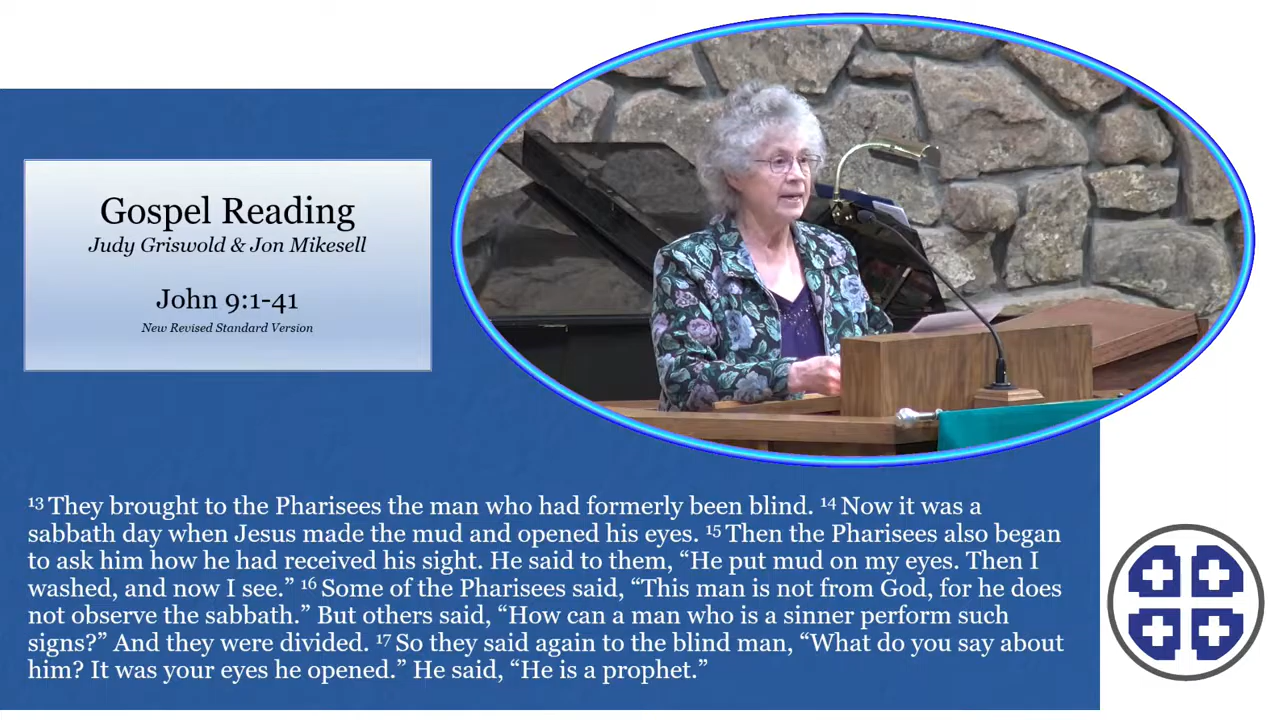 Gospel Reading
Judy Griswold & Jon Mikesell
John 9:1-41
New Revised Standard Version
¹³ They brought to the Pharisees the man who had formerly been blind. ¹⁴ Now it was a
sabbath day when Jesus made the mud and opened his eyes. ¹⁵ Then the Pharisees also began
to ask him how he had received his sight. He said to them, “He put mud on my eyes. Then I
washed, and now I see.” ¹⁶ Some of the Pharisees said, “This man is not from God, for he does
not observe the sabbath.” But others said, “How can a man who is a sinner perform such
signs?” And they were divided. ¹⁷ So they said again to the blind man, “What do you say about
him? It was your eyes he opened.” He said, “He is a prophet.”